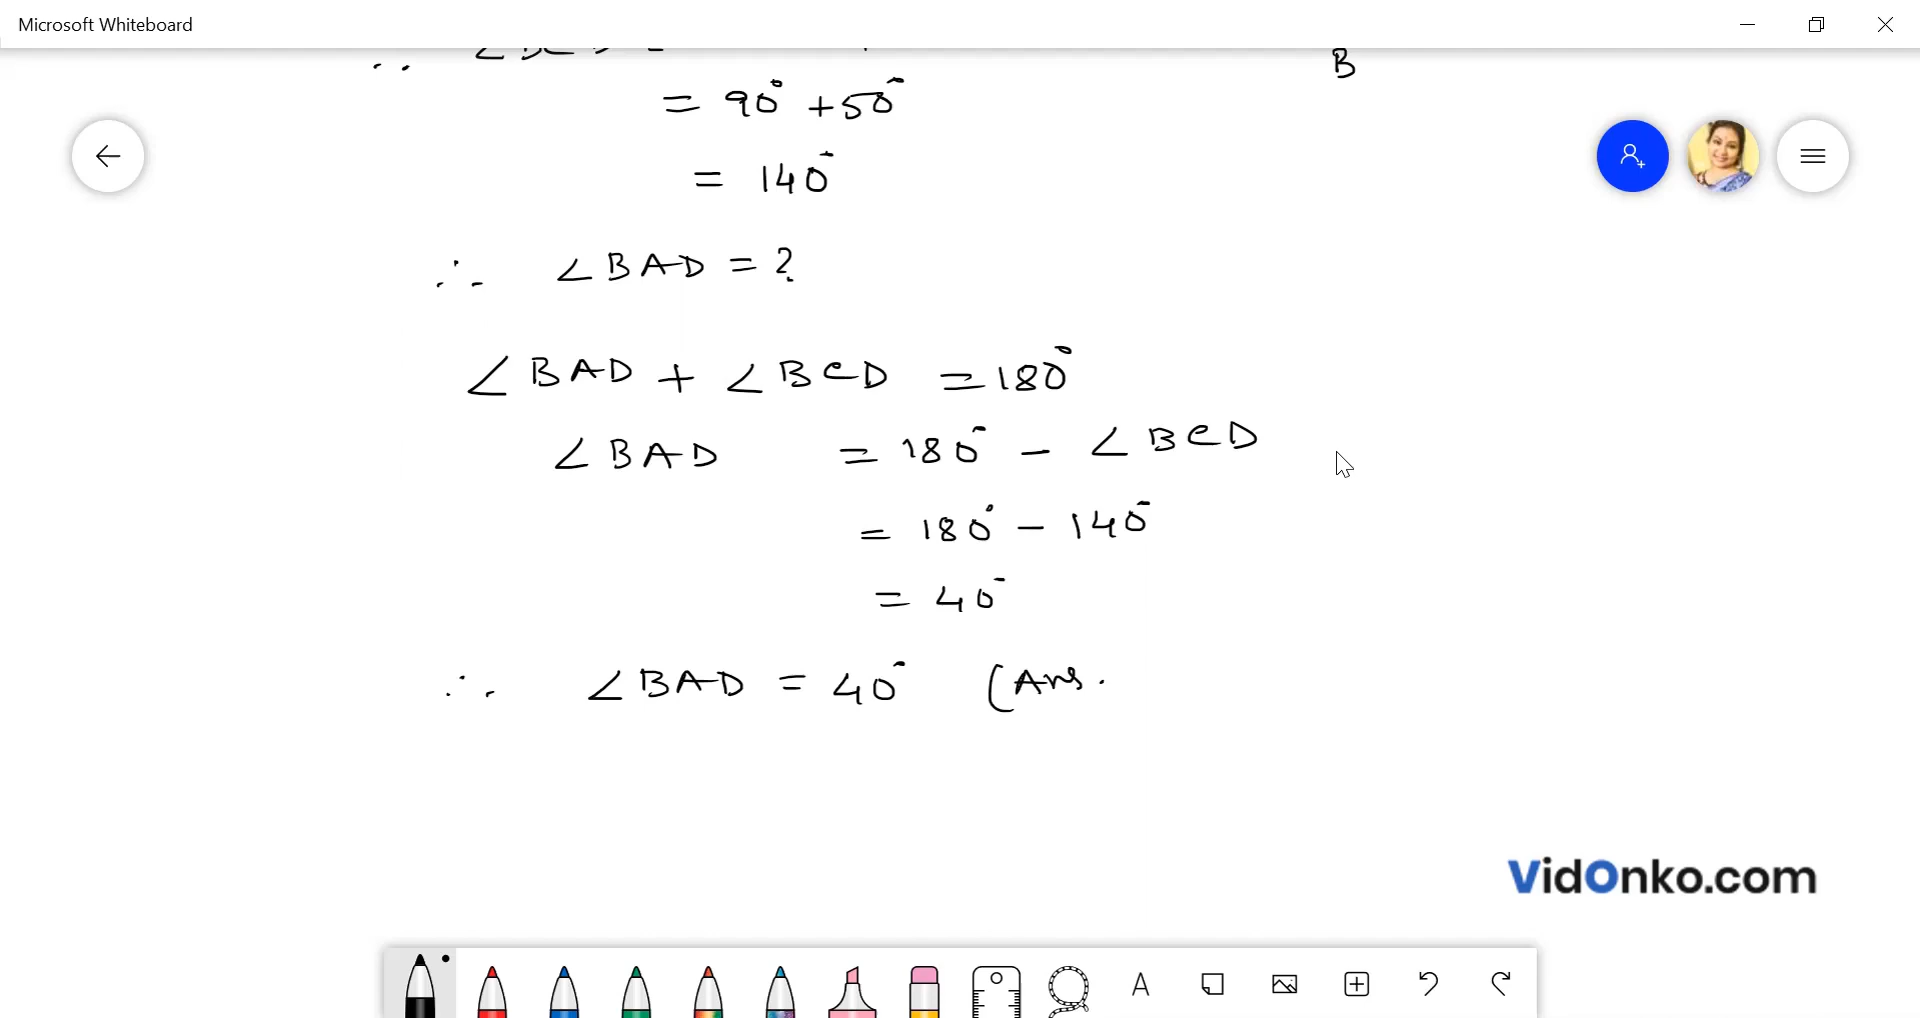 Microsoft Whiteboard
∴ ∠BCD =
B
= 90° + 50°
= 140°
∴ ∠BAD = ?
∠BAD + ∠BCD = 180°
∠BAD = 180° - ∠BCD
= 180° - 140°
= 40°
∴ ∠BAD = 40° (Ans.
VidOnko.com
A